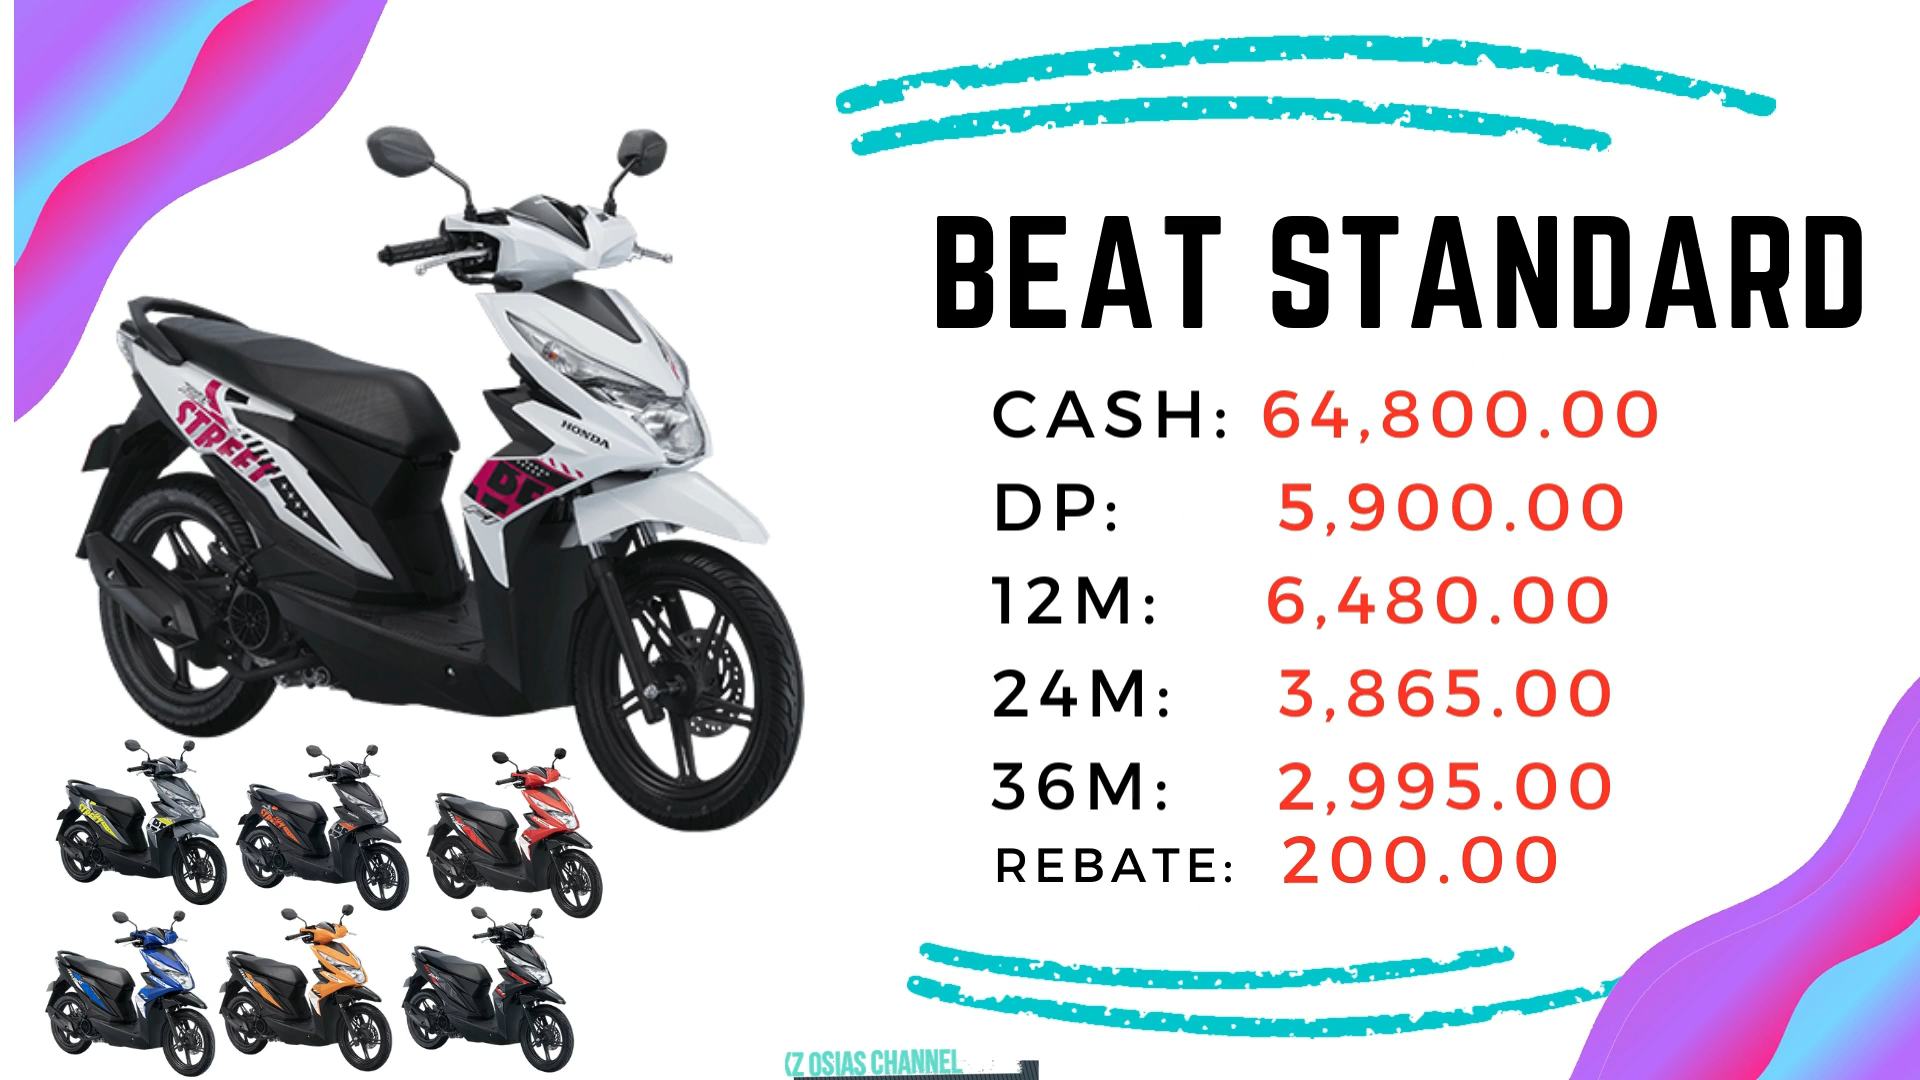 BEAT STANDARD
CASH: 64,800.00
DP: 5,900.00
12M: 6,480.00
24M: 3,865.00
36M: 2,995.00
REBATE: 200.00
STREET
HONDA
OSIAS CHANNEL